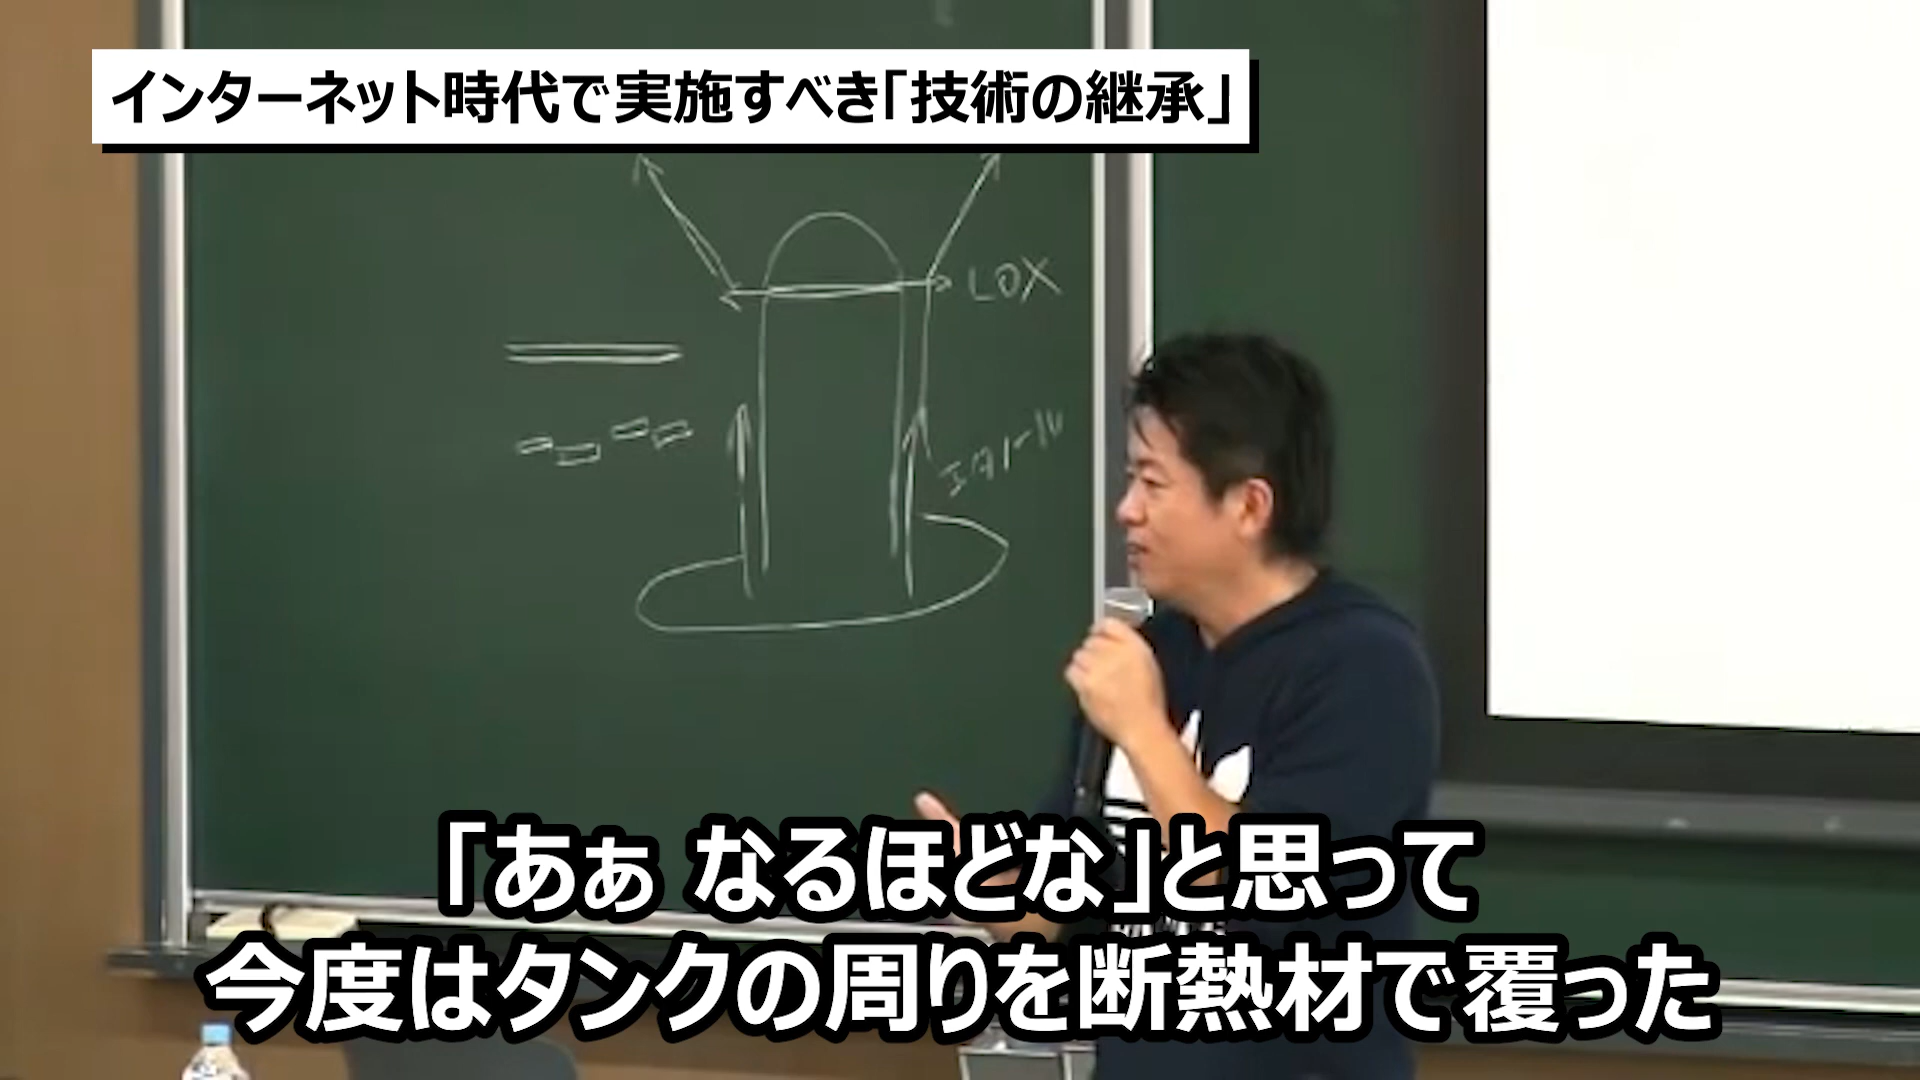 インターネット時代で実施すべき「技術の継承」
LOX
エタノール
「あぁ なるほどな」と思って
今度はタンクの周りを断熱材で覆った